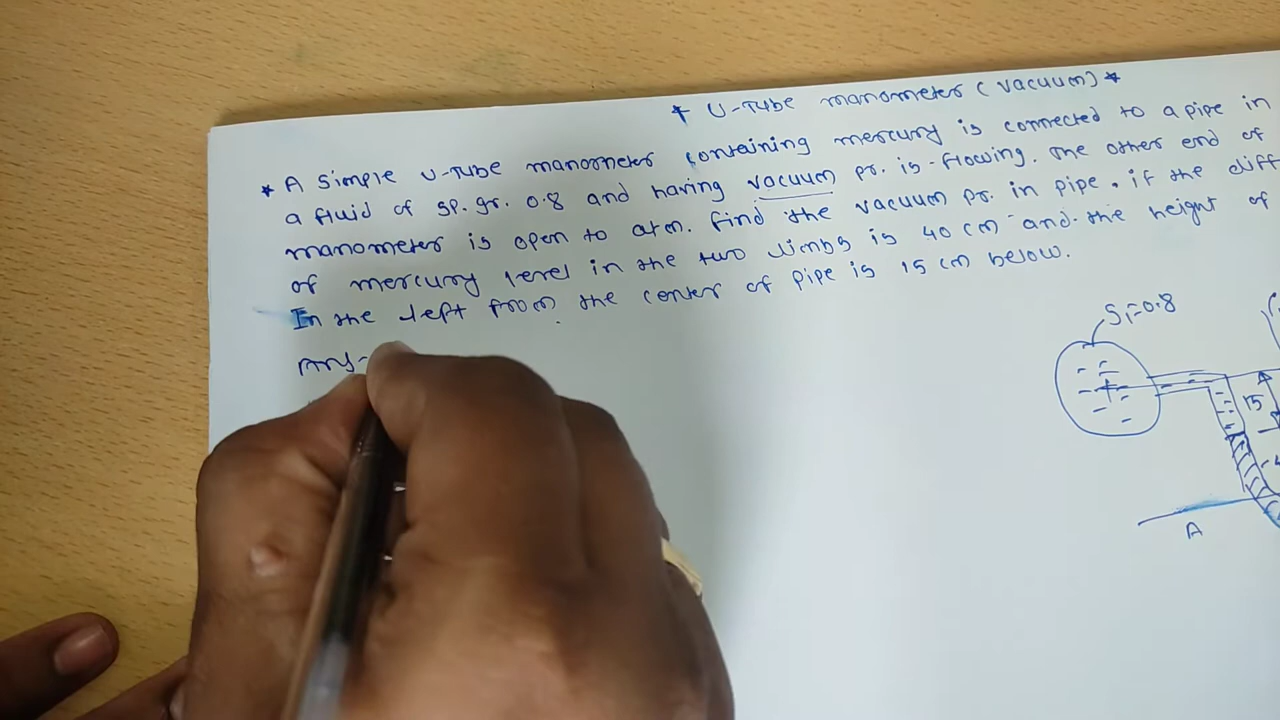 * U-Tube manometer (vacuum) *
* A simple U-Tube manometer containing mercury is connected to a pipe in
a fluid of sp. gr. 0.8 and having vacuum pr. is flowing. The other end of
manometer is open to atm. find the vacuum pr. in pipe. if the diff
of mercury level in the two limbs is 40 cm and the height of
In the left from the center of pipe is 15 cm below.
Ans-
S1=0.8
15
A